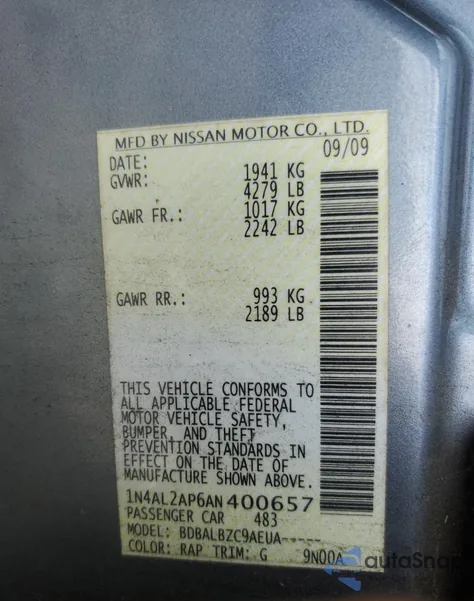 MFD BY NISSAN MOTOR CO., LTD.
DATE: 09/09
GVWR: 1941 KG
4279 LB
GAWR FR.: 1017 KG
2242 LB
GAWR RR.: 993 KG
2189 LB
THIS VEHICLE CONFORMS TO
ALL APPLICABLE FEDERAL
MOTOR VEHICLE SAFETY,
BUMPER, AND THEFT
PREVENTION STANDARDS IN
EFFECT ON THE DATE OF
MANUFACTURE SHOWN ABOVE.
1N4AL2AP6AN400657
PASSENGER CAR 483
MODEL: BDBALBZC9AEUA-----
COLOR: RAP TRIM: G 9N00A
autoSnap